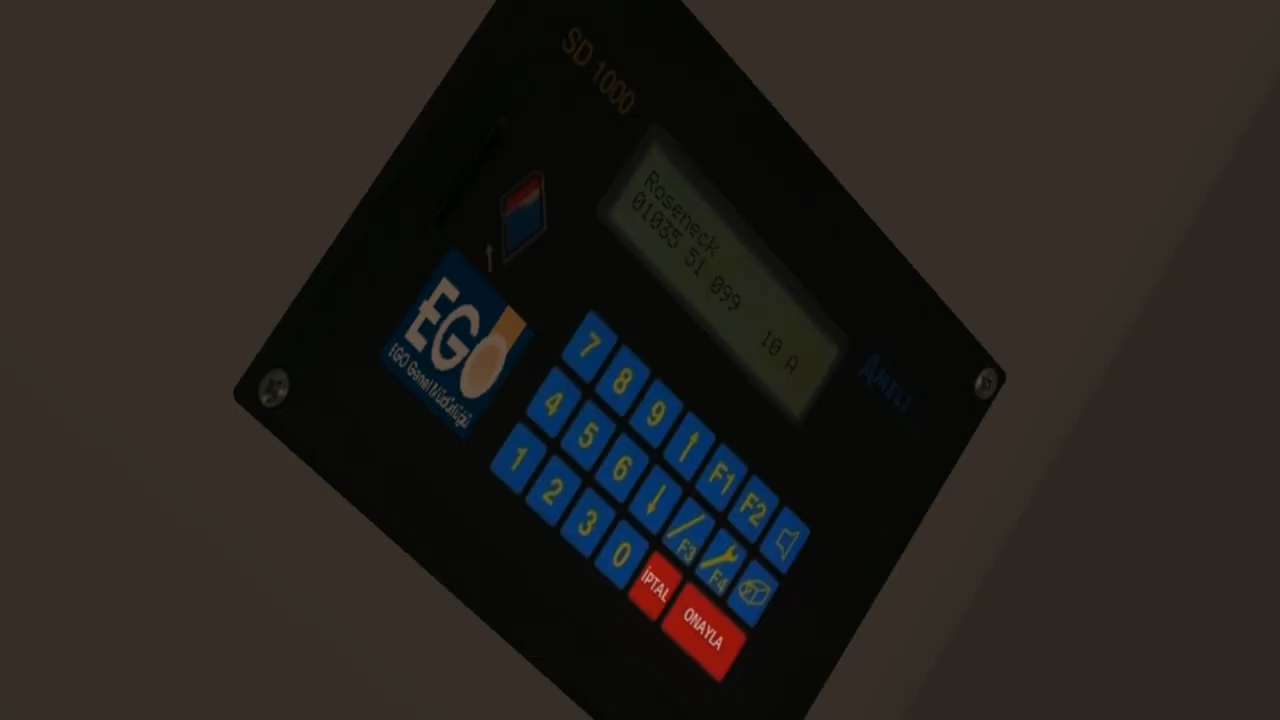 SD 1000
Roseneck
01035 51 099 10 A
EGO
EGO Genel Müdürlüğü
7 8 9 ↑ F1 F2
4 5 6 ↓ F3 F4
1 2 3 0 İPTAL ONAYLA